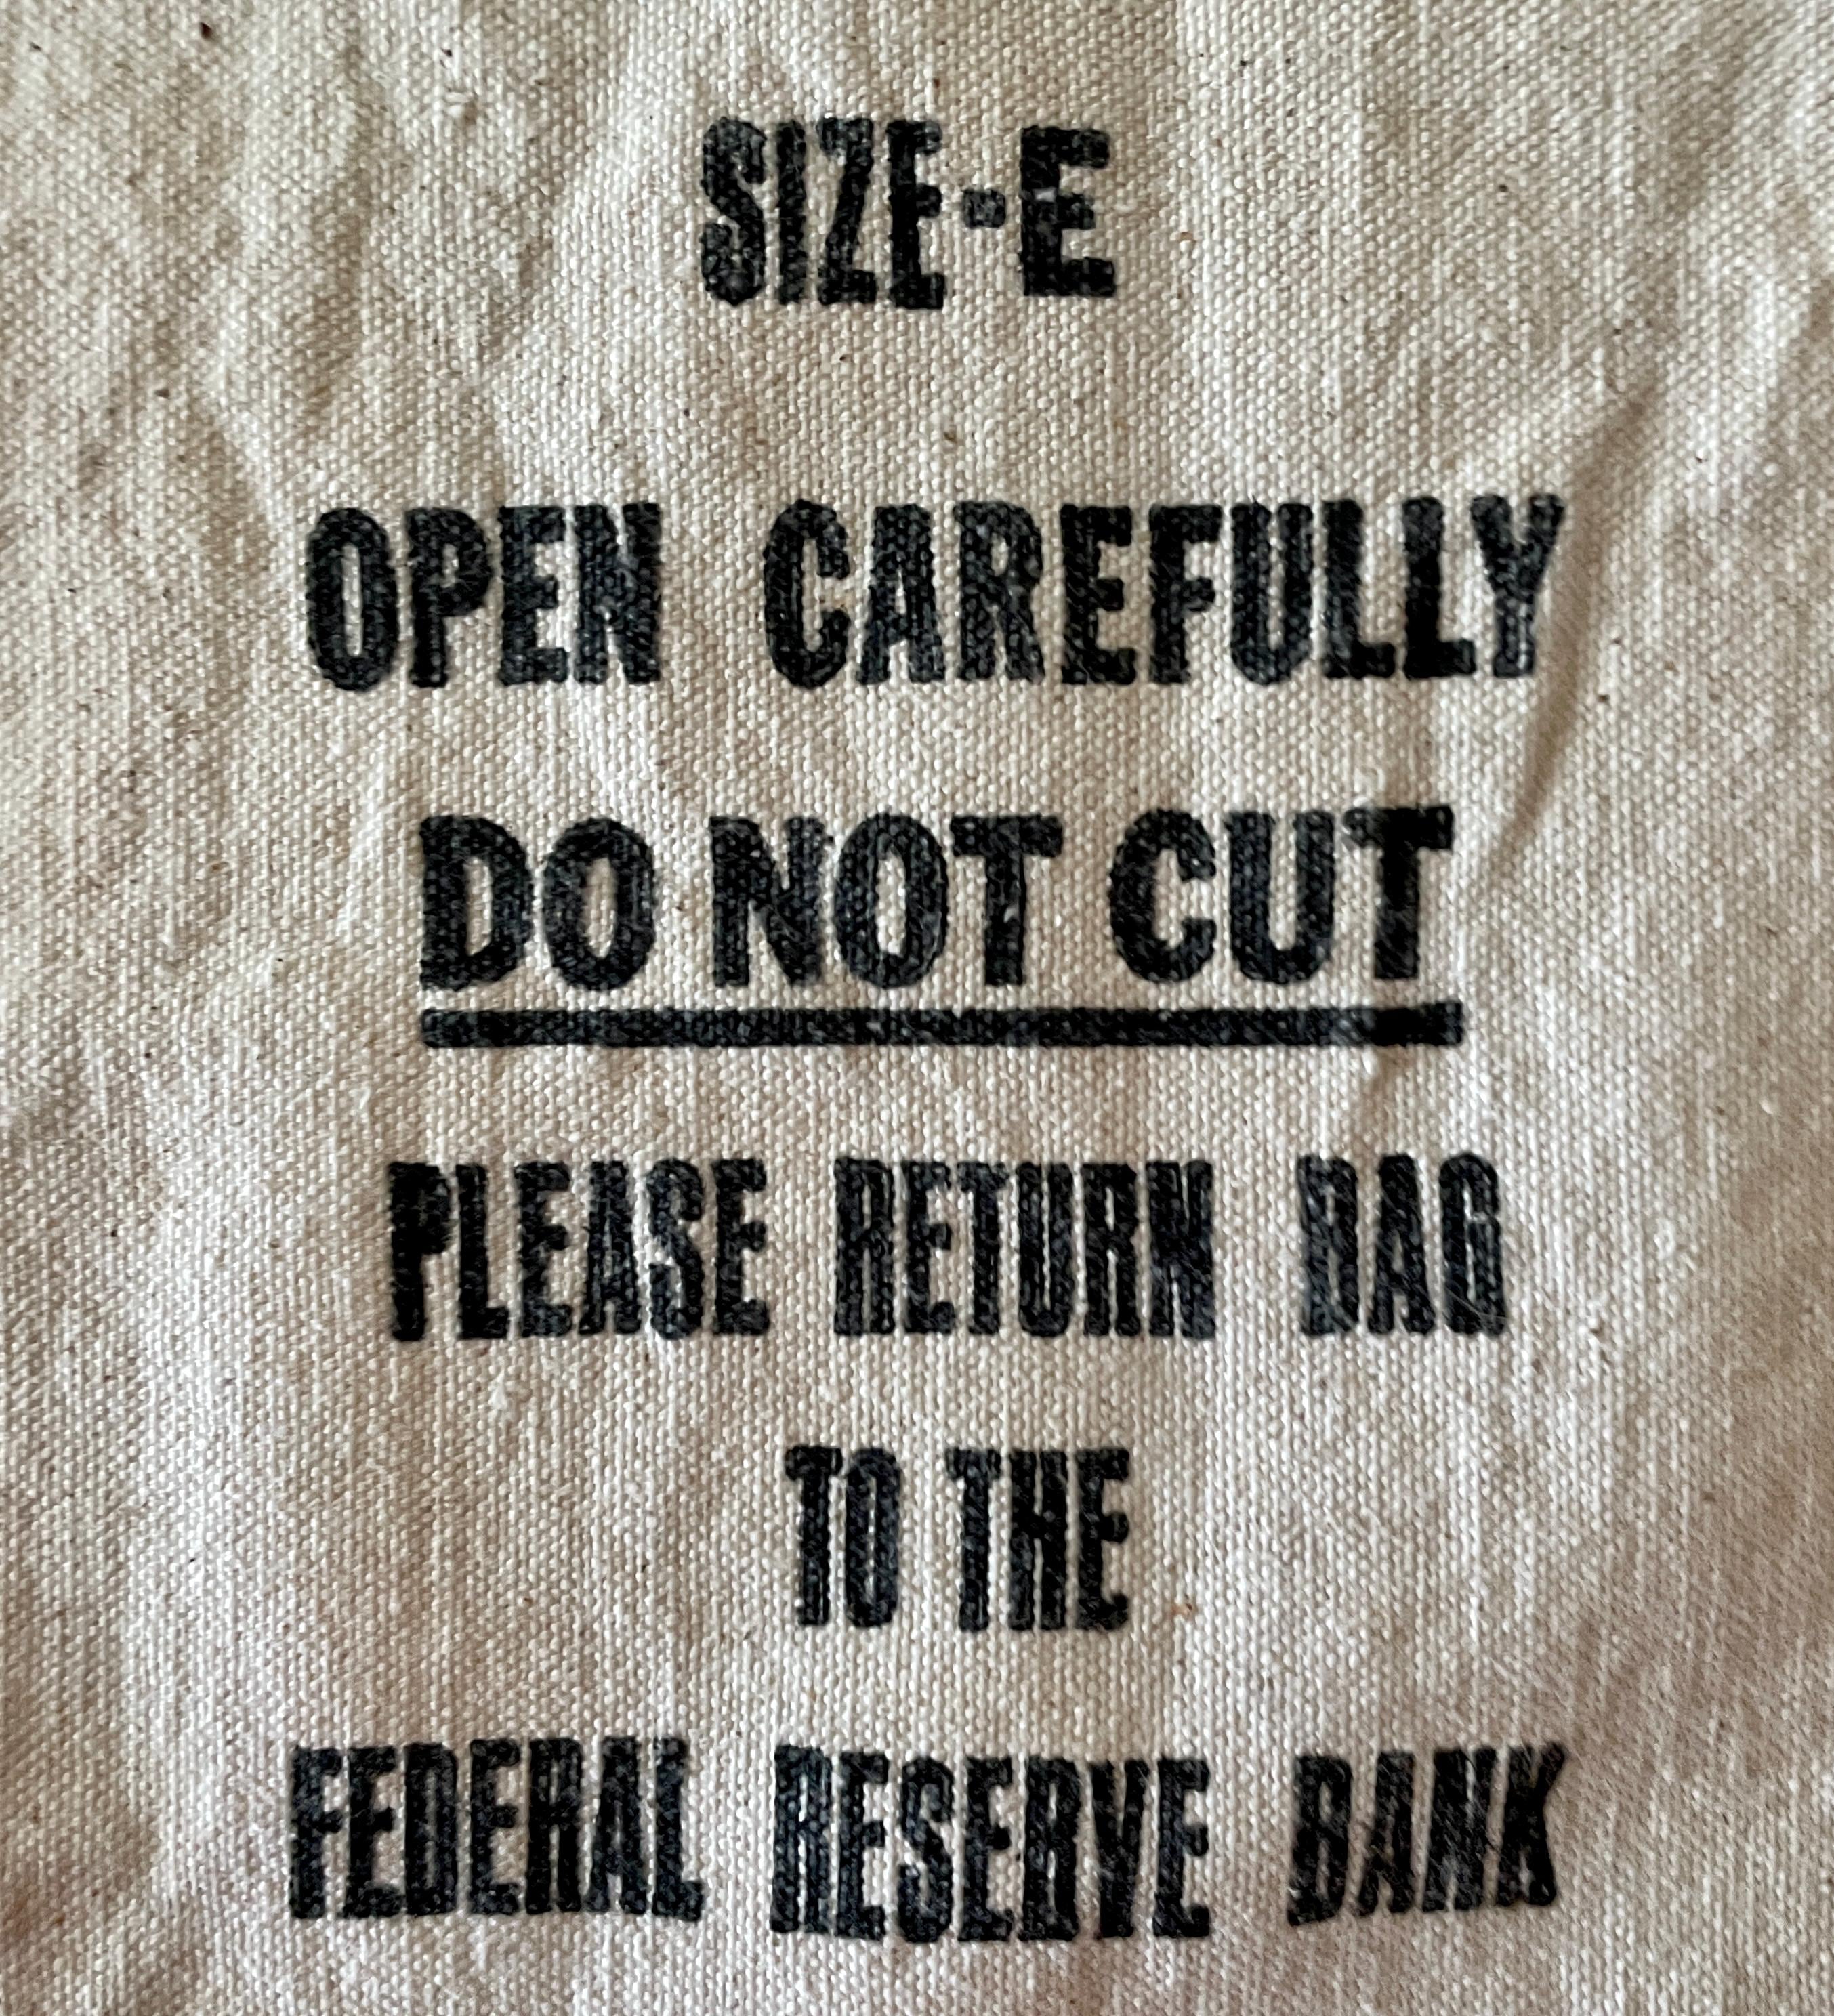 SIZE-E
OPEN CAREFULLY
DO NOT CUT
PLEASE RETURN BAG
TO THE
FEDERAL RESERVE BANK